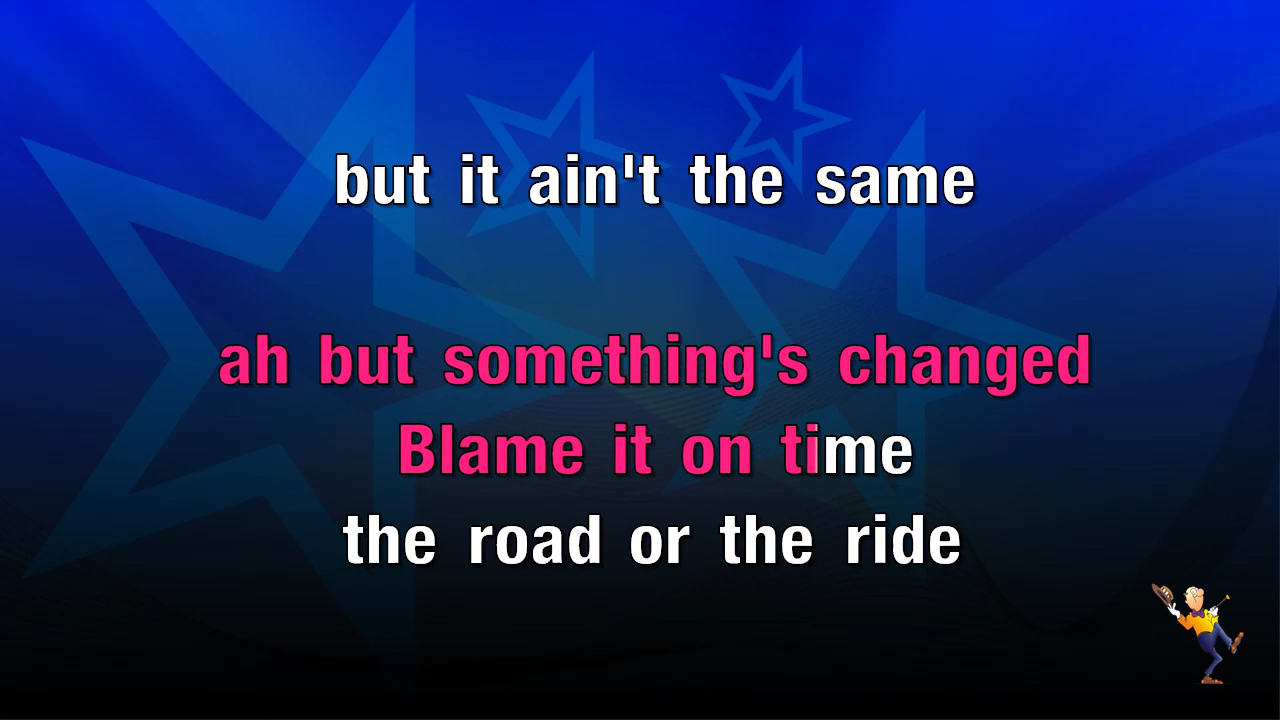 but it ain't the same
ah but something's changed
Blame it on time
the road or the ride